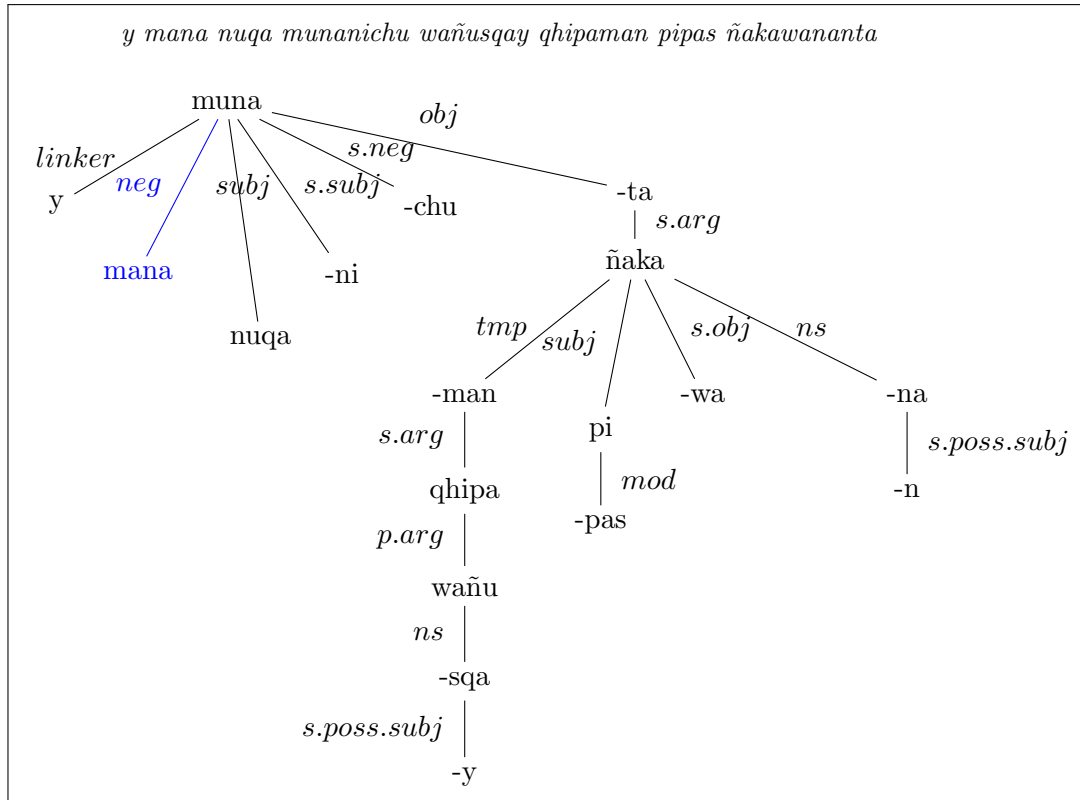 y mana nuqa munanichu wañusqay qhipaman pipas ñakawananta
muna
obj
linker
neg
subj
s.subj
s.neg
y
-chu
-ta
s.arg
mana
-ni
ñaka
nuqa
tmp
subj
s.obj
ns
-man
pi
-wa
-na
s.arg
mod
s.poss.subj
qhipa
-pas
-n
p.arg
wañu
ns
-sqa
s.poss.subj
-y